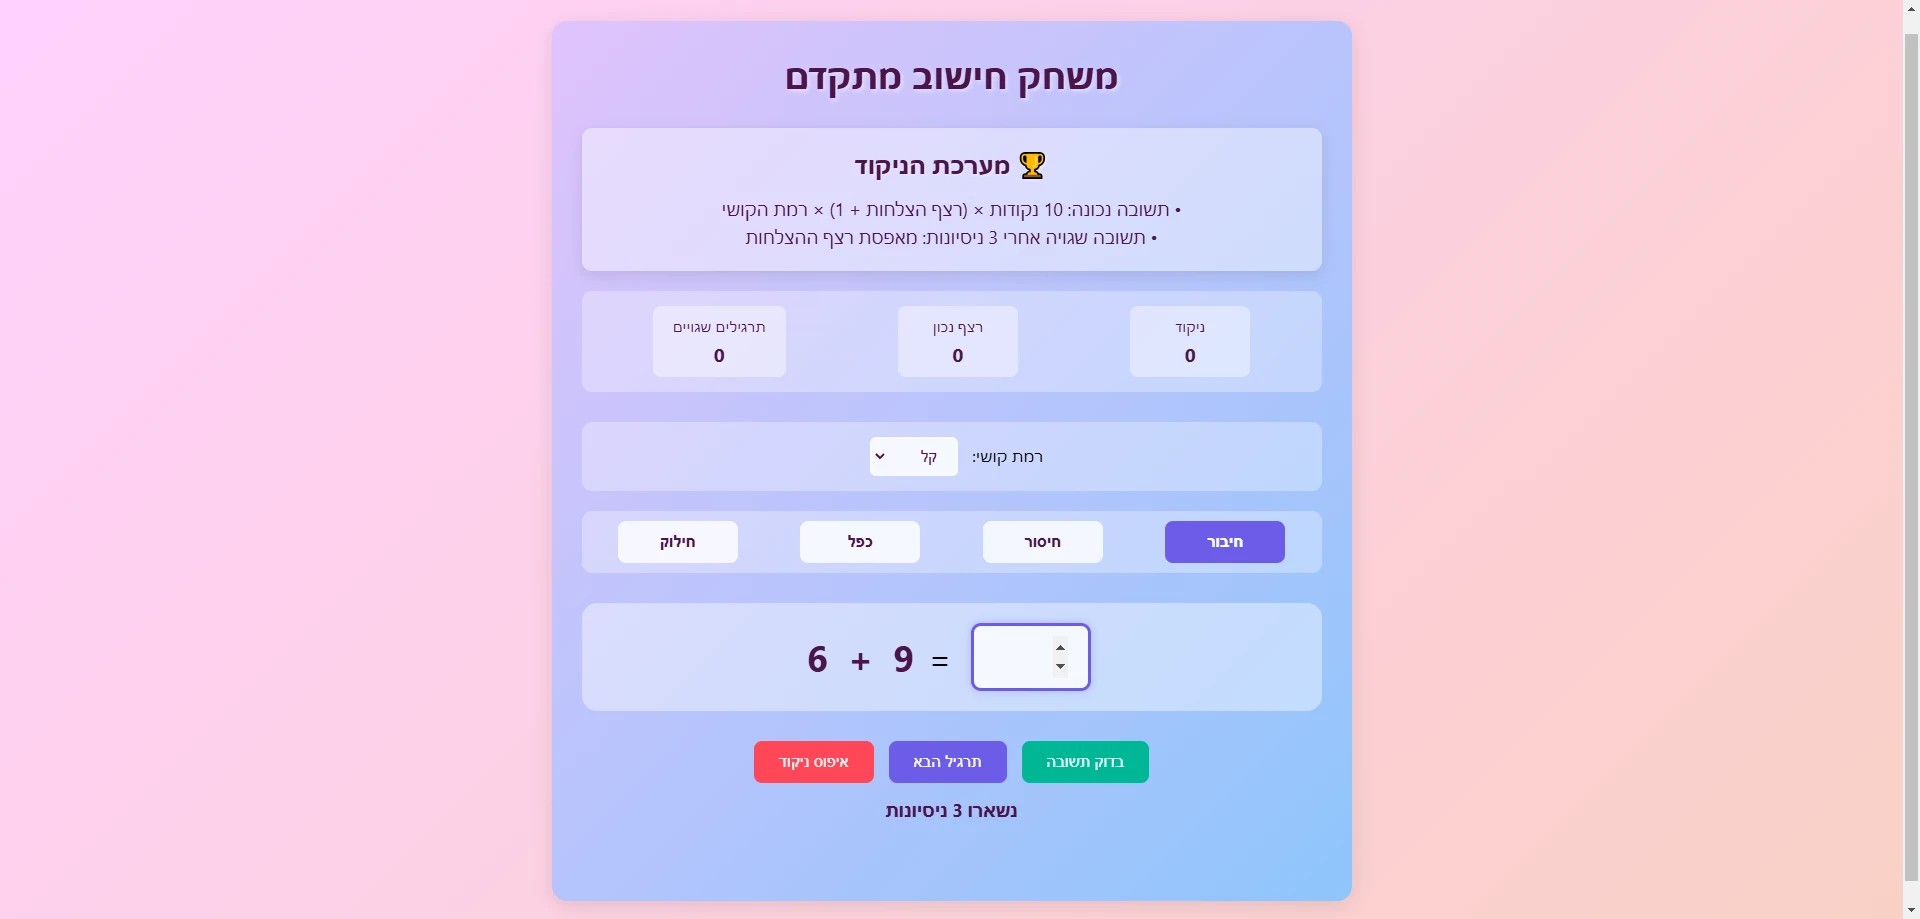 משחק חישוב מתקדם
🏆 מערכת הניקוד
• תשובה נכונה: 10 נקודות × (רצף הצלחות + 1) × רמת הקושי
• תשובה שגויה אחרי 3 ניסיונות: מאפסת רצף ההצלחות
ניקוד
0
רצף נכון
0
תרגילים שגויים
0
רמת קושי:
קל
חיבור
חיסור
כפל
חילוק
6 + 9 =
בדוק תשובה
תרגיל הבא
איפוס ניקוד
נשארו 3 ניסיונות